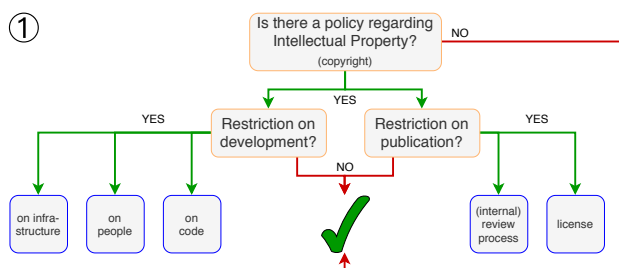 ①
Is there a policy regarding
Intellectual Property?
(copyright)
NO
YES
YES
Restriction on
development?
Restriction on
publication?
YES
NO
on infra-
structure
on
people
on
code
(internal)
review
process
license